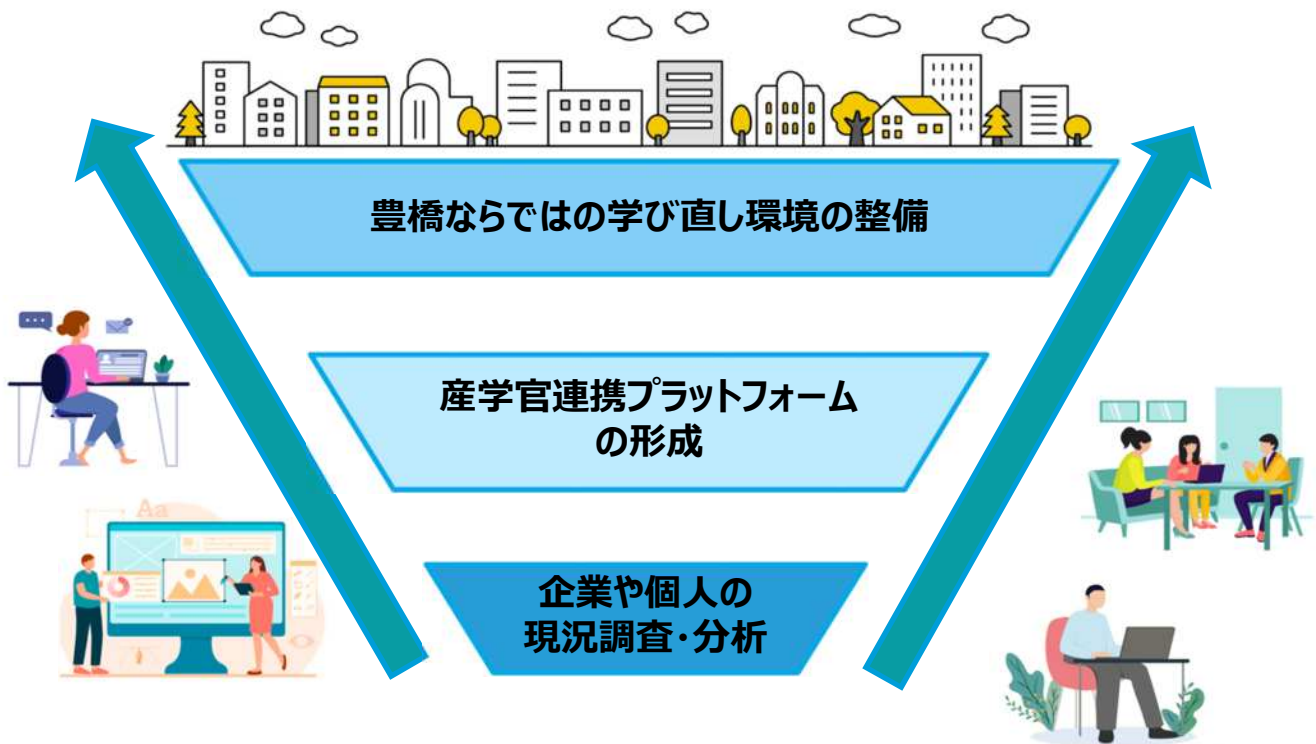 豊橋ならではの学び直し環境の整備
産学官連携プラットフォーム
の形成
Aa
企業や個人の
現況調査・分析